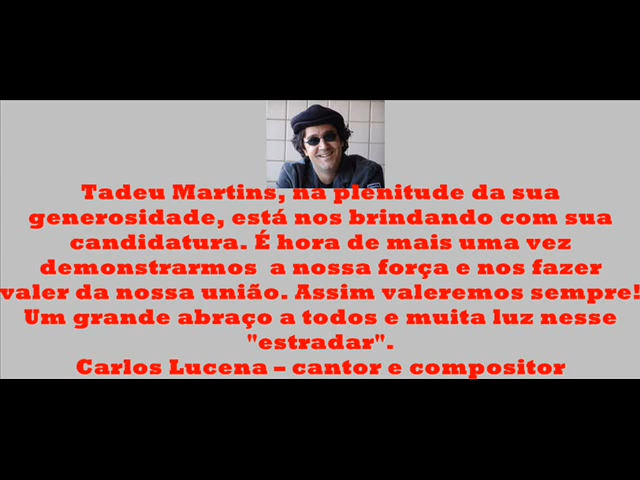 Tadeu Martins, na plenitude da sua
generosidade, está nos brindando com sua
candidatura. É hora de mais uma vez
demonstrarmos a nossa força e nos fazer
valer da nossa união. Assim valeremos sempre!
Um grande abraço a todos e muita luz nesse
"estradar".
Carlos Lucena – cantor e compositor